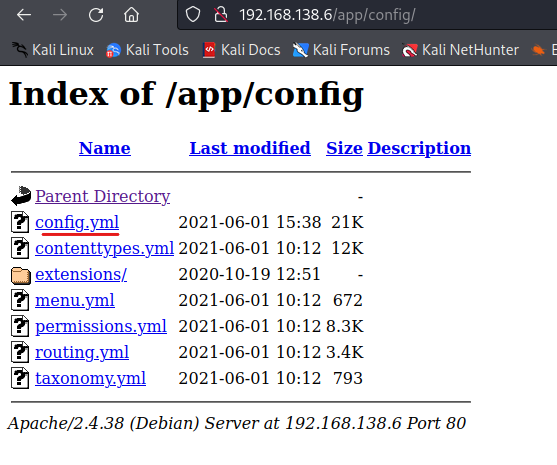 192.168.138.6/app/config/
Kali Linux Kali Tools Kali Docs Kali Forums Kali NetHunter
Index of /app/config
Name Last modified Size Description
Parent Directory -
config.yml 2021-06-01 15:38 21K
contenttypes.yml 2021-06-01 10:12 12K
extensions/ 2020-10-19 12:51 -
menu.yml 2021-06-01 10:12 672
permissions.yml 2021-06-01 10:12 8.3K
routing.yml 2021-06-01 10:12 3.4K
taxonomy.yml 2021-06-01 10:12 793
Apache/2.4.38 (Debian) Server at 192.168.138.6 Port 80